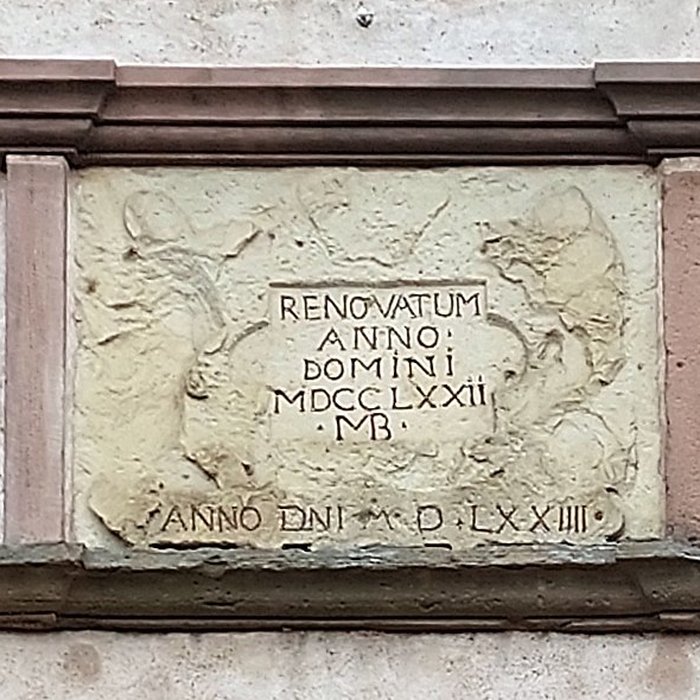 RENOVATUM
ANNO:
DOMiNi
MDCCLXXii
·MB·
ANNO DNI M D · LXXIIII ·